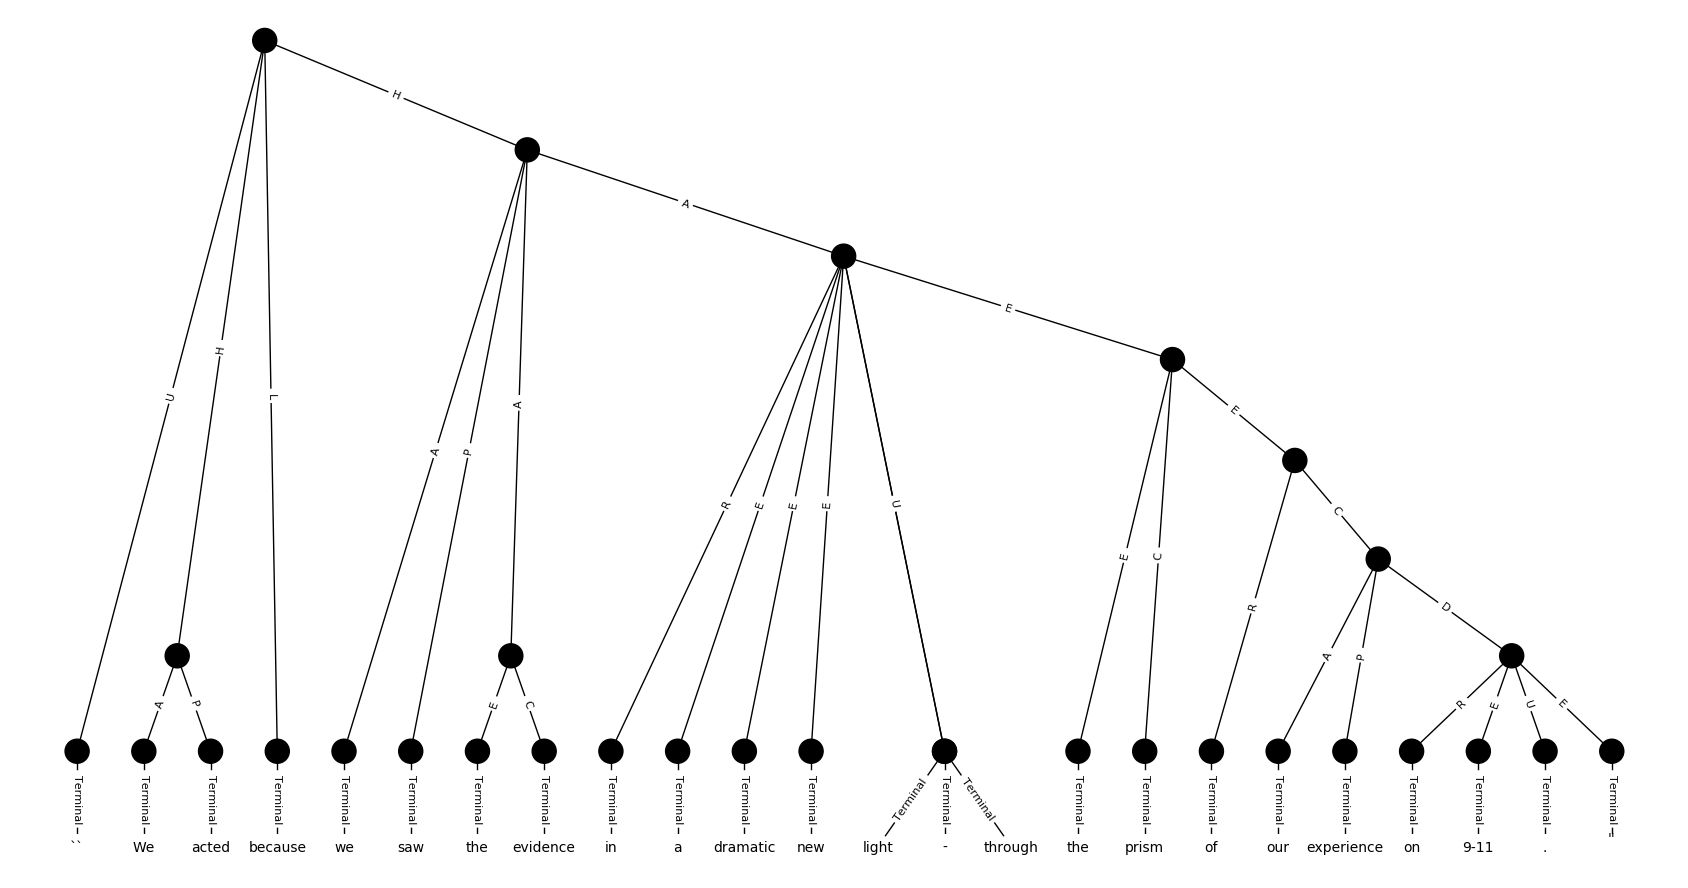 H
A
E
U H L A P A R E E E U E C E
R C
A P D
A P E C R E U E
Terminal Terminal Terminal Terminal Terminal Terminal Terminal Terminal Terminal Terminal Terminal Terminal Terminal Terminal Terminal Terminal Terminal Terminal Terminal Terminal Terminal Terminal Terminal Terminal
`` We acted because we saw the evidence in a dramatic new light - through the prism of our experience on 9-11 . "